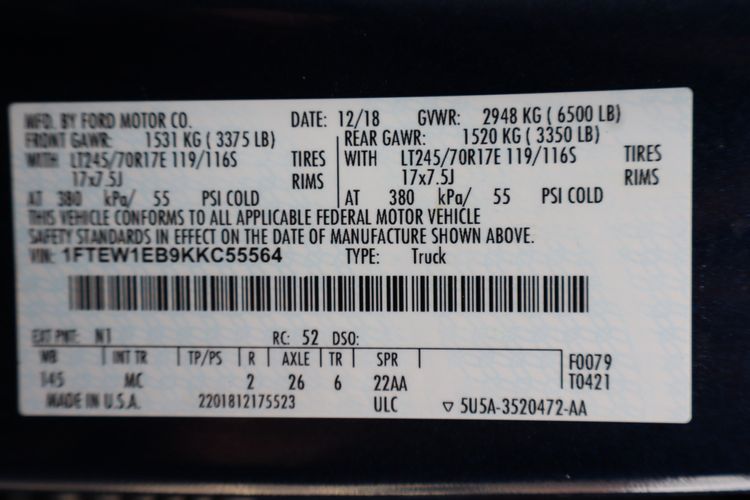 MFD. BY FORD MOTOR CO. DATE: 12/18 GVWR: 2948 KG ( 6500 LB)
FRONT GAWR: 1531 KG ( 3375 LB) REAR GAWR: 1520 KG ( 3350 LB)
WITH LT245/70R17E 119/116S TIRES WITH LT245/70R17E 119/116S TIRES
17x7.5J RIMS 17x7.5J RIMS
AT 380 kPa/ 55 PSI COLD AT 380 kPa/ 55 PSI COLD
THIS VEHICLE CONFORMS TO ALL APPLICABLE FEDERAL MOTOR VEHICLE
SAFETY STANDARDS IN EFFECT ON THE DATE OF MANUFACTURE SHOWN ABOVE.
VIN: 1FTEW1EB9KKC55564 TYPE: Truck
EXT PNT: N1 RC: 52 DSO:
WB INT TR TP/PS R AXLE TR SPR F0079
145 MC 2 26 6 22AA T0421
MADE IN U.S.A. 2201812175523 ULC ▽ 5U5A-3520472-AA